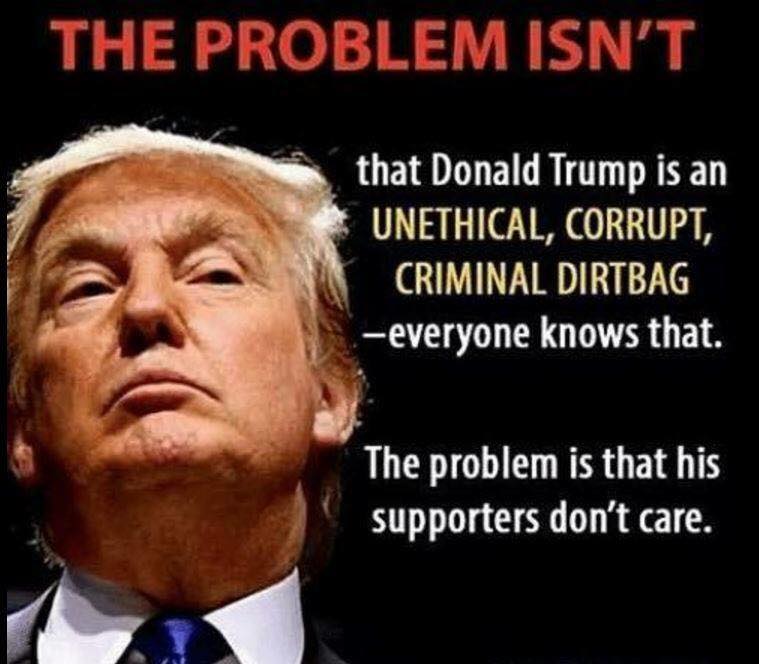 THE PROBLEM ISN'T
that Donald Trump is an
UNETHICAL, CORRUPT,
CRIMINAL DIRTBAG
–everyone knows that.
The problem is that his
supporters don't care.